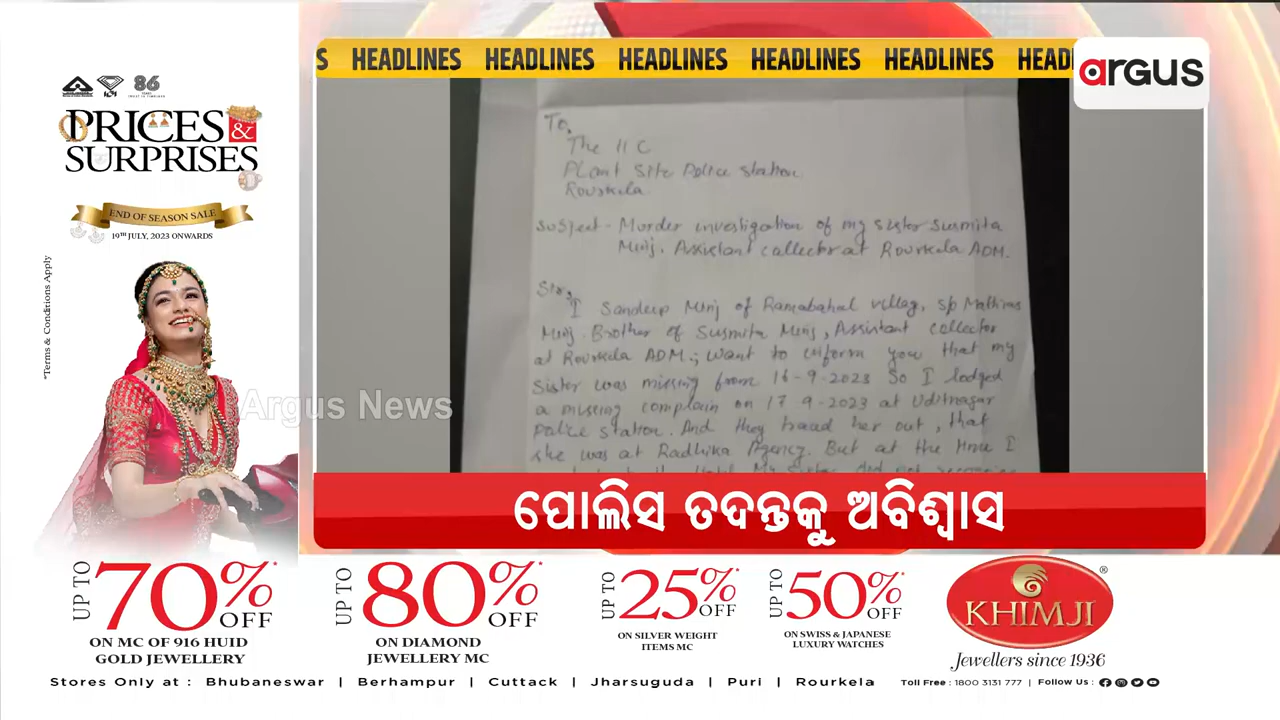 HEADLINES HEADLINES HEADLINES HEADLINES HEADLINES
argus
86
PRICES &
SURPRISES
END OF SEASON SALE
19TH JULY, 2023 ONWARDS
*Terms & Conditions Apply
To,
The IIC
Plant Site Police Station
Rourkela
Subject - Murder investigation of my sister Susmita
Minj. Assistant collector at Rourkela ADM.
Sir,
I Sandeep Minj of Ramabahal village, S/o
Minj. Brother of Susmita Minj, Assistant collector
at Rourkela ADM., want to inform you that my
Sister was missing from 16-9-2023 So I lodged
a missing complain on 17-9-2023 at Uditnagar
Police station. And they traced her out, that
she was at Radhika Agency. But at the time I
Argus News
ପୋଲିସ ତଦନ୍ତକୁ ଅବିଶ୍ୱାସ
UP TO 70%* OFF
ON MC OF 916 HUID
GOLD JEWELLERY
UP TO 80%* OFF
ON DIAMOND
JEWELLERY MC
UP TO 25%* OFF
ON SILVER WEIGHT
ITEMS MC
UP TO 50%* OFF
ON SWISS & JAPANESE
LUXURY WATCHES
KHIMJI®
Jewellers since 1936
Stores Only at : Bhubaneswar | Berhampur | Cuttack | Jharsuguda | Puri | Rourkela
Toll Free : 1800 3131 777 | Follow Us :